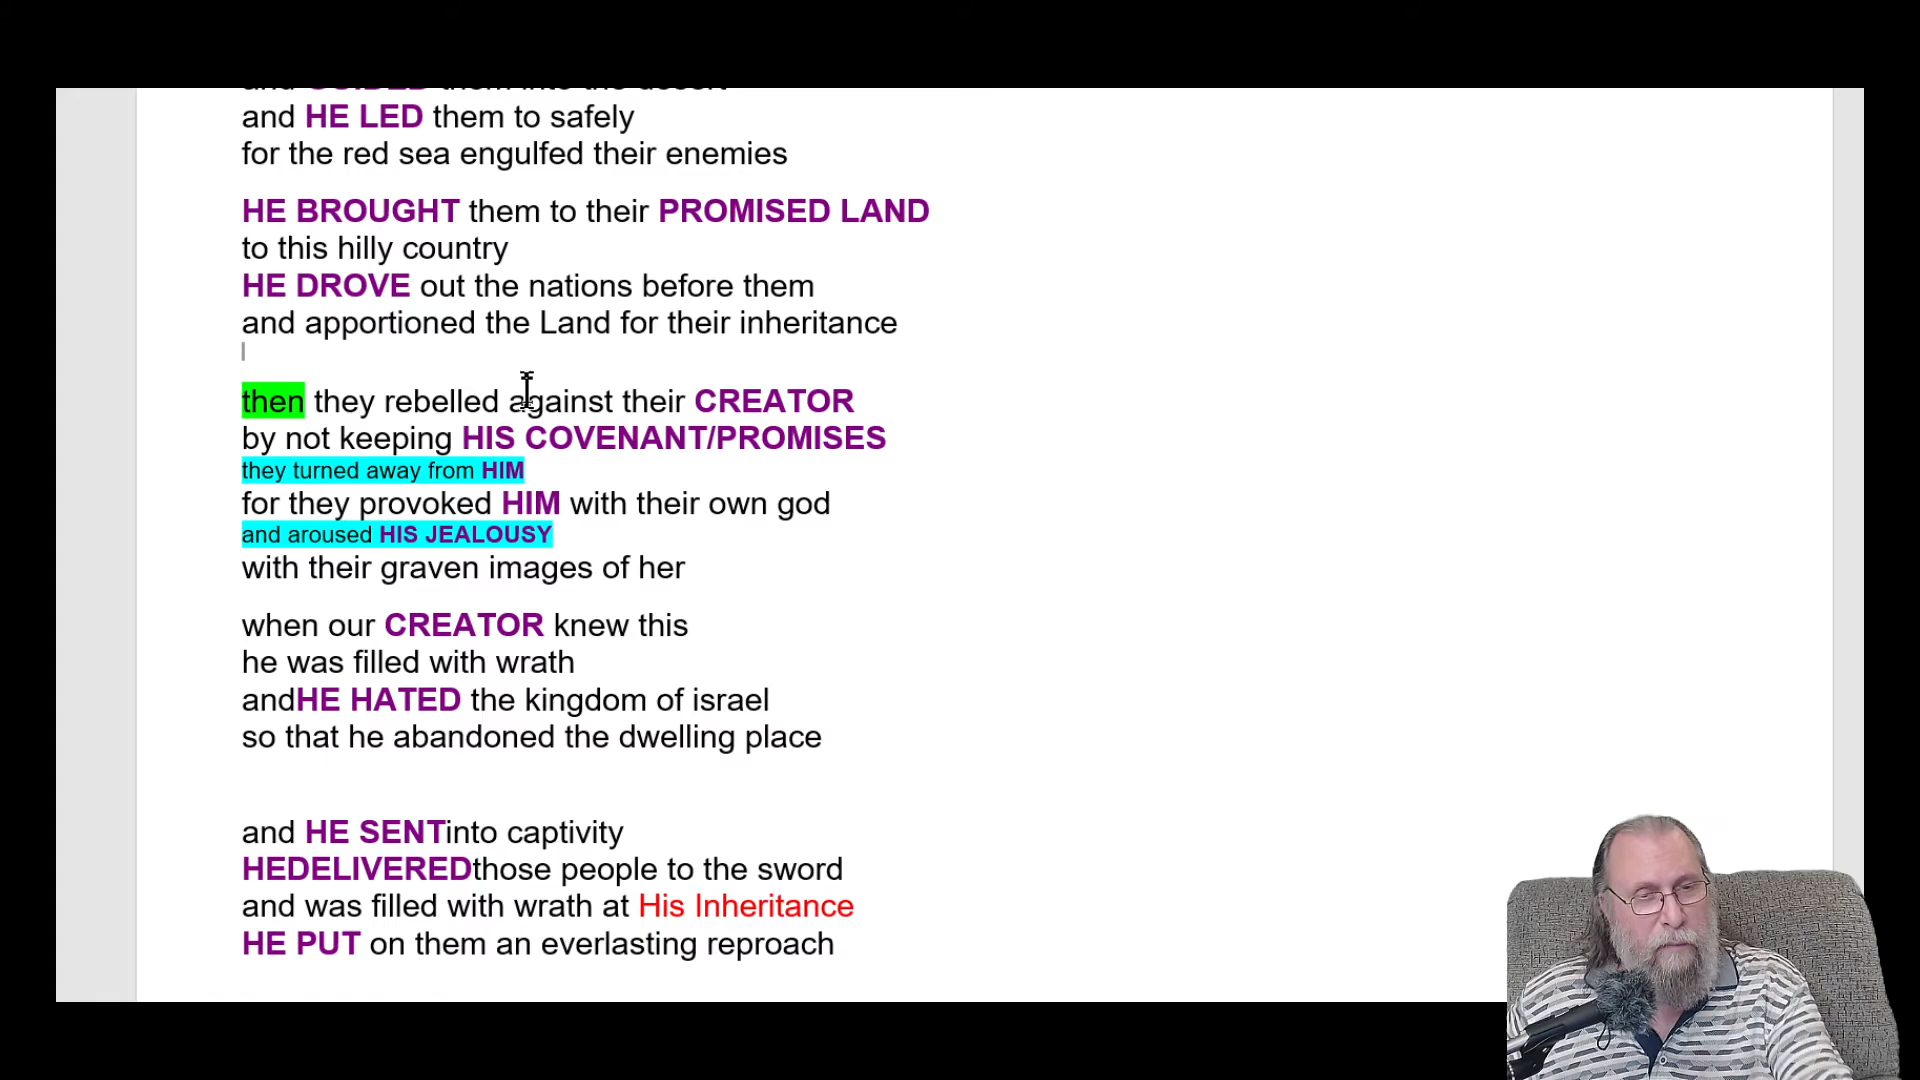 and GUIDED them into the desert
and HE LED them to safely
for the red sea engulfed their enemies
HE BROUGHT them to their PROMISED LAND
to this hilly country
HE DROVE out the nations before them
and apportioned the Land for their inheritance
then they rebelled against their CREATOR
by not keeping HIS COVENANT/PROMISES
they turned away from HIM
for they provoked HIM with their own god
and aroused HIS JEALOUSY
with their graven images of her
when our CREATOR knew this
he was filled with wrath
andHE HATED the kingdom of israel
so that he abandoned the dwelling place
and HE SENTinto captivity
HEDELIVEREDthose people to the sword
and was filled with wrath at His Inheritance
HE PUT on them an everlasting reproach